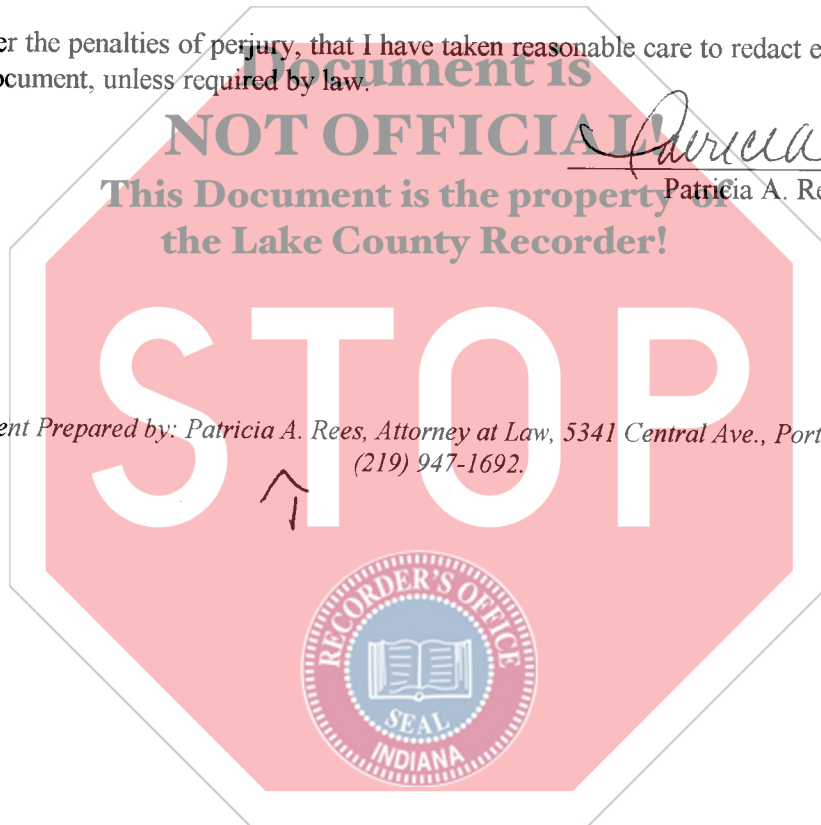 er the penalties of perjury, that I have taken reasonable care to redact e
ocument, unless required by law.
Document is
NOT OFFICIAL!
This Document is the property of
the Lake County Recorder!
Patricia A.
Patricia A. Re
STOP
ent Prepared by: Patricia A. Rees, Attorney at Law, 5341 Central Ave., Port
(219) 947-1692.
RECORDER'S OFFICE
SEAL
INDIANA